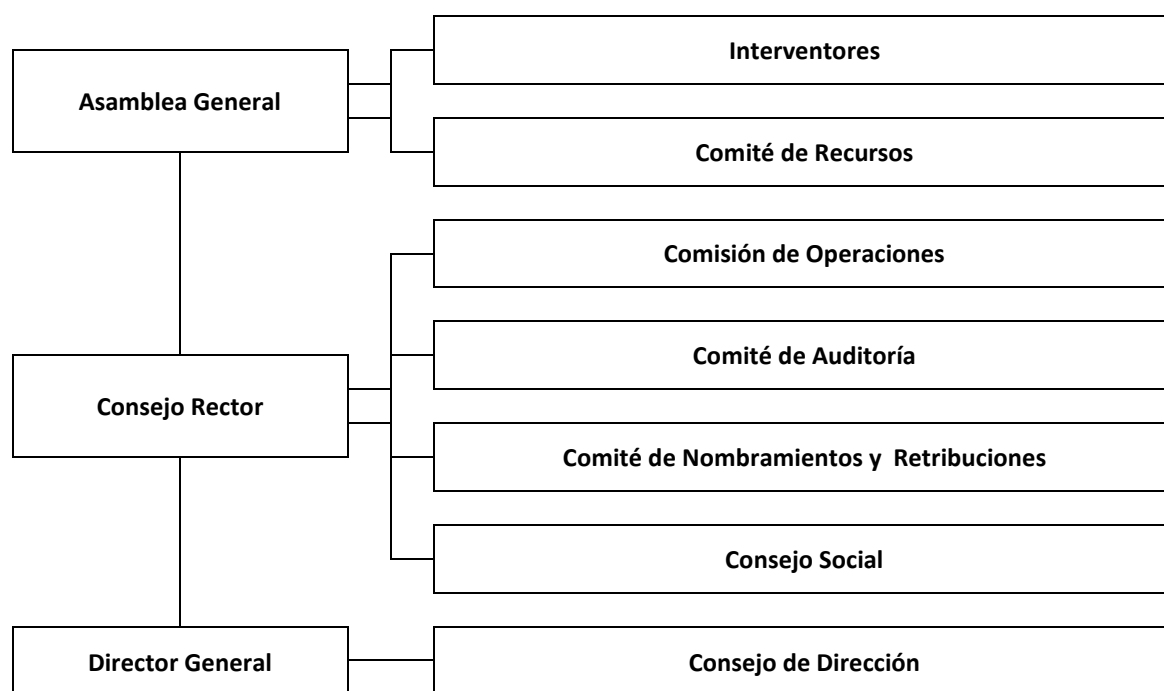 Interventores
Asamblea General
Comité de Recursos
Comisión de Operaciones
Comité de Auditoría
Consejo Rector
Comité de Nombramientos y  Retribuciones
Consejo Social
Director General
Consejo de Dirección